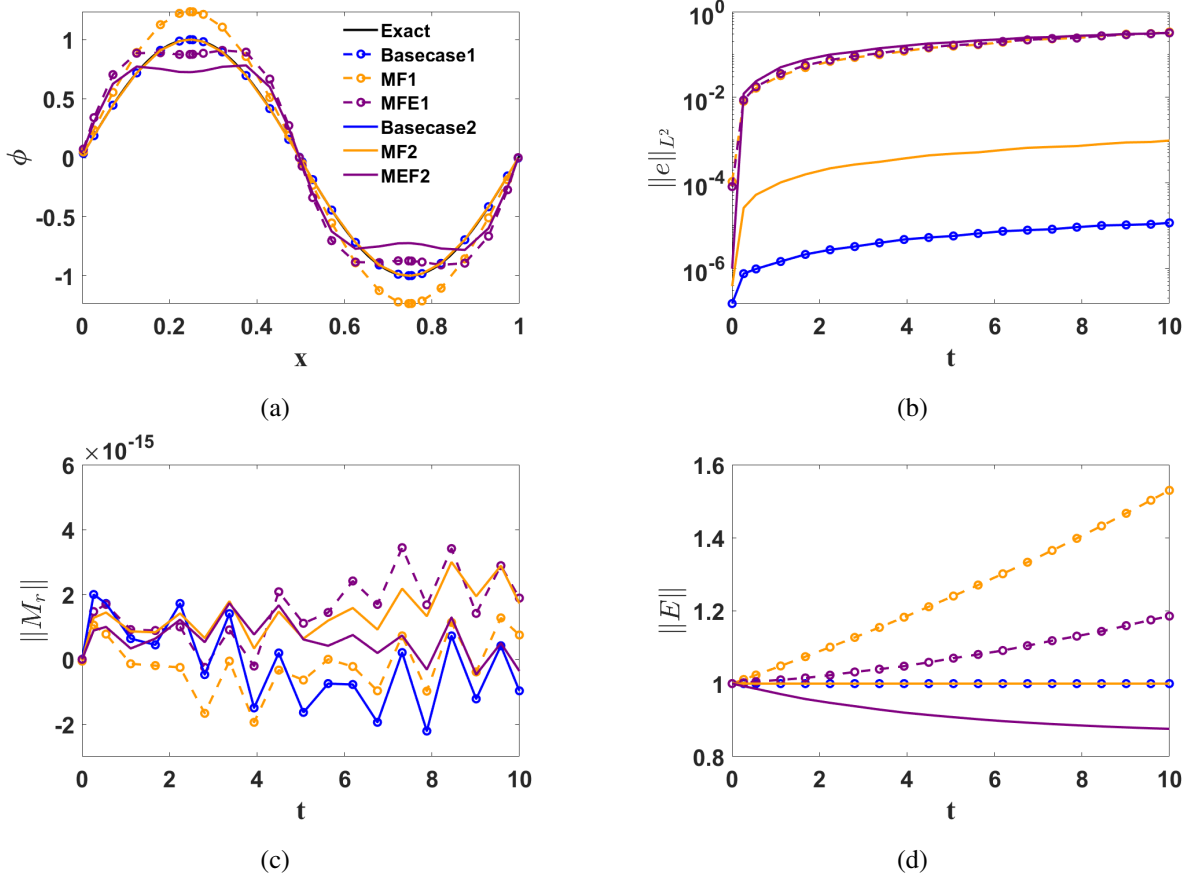 1
0.5
0
-0.5
-1
ϕ
0 0.2 0.4 0.6 0.8 1
x
Exact
Basecase1
MF1
MFE1
Basecase2
MF2
MEF2
(a)
10^0
10^-2
10^-4
10^-6
||e||_{L^2}
0 2 4 6 8 10
t
(b)
×10^-15
6
4
2
0
-2
||M_r||
0 2 4 6 8 10
t
(c)
1.6
1.4
1.2
1
0.8
||E||
0 2 4 6 8 10
t
(d)